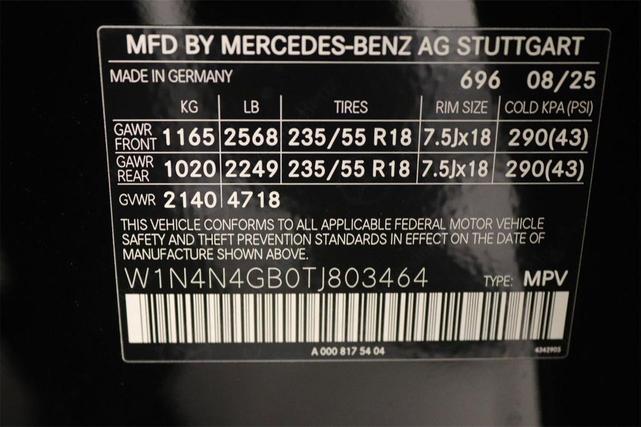 MFD BY MERCEDES-BENZ AG STUTTGART
MADE IN GERMANY 696 08/25
KG LB TIRES RIM SIZE COLD KPA (PSI)
GAWR FRONT 1165 2568 235/55 R18 7.5Jx18 290(43)
GAWR REAR 1020 2249 235/55 R18 7.5Jx18 290(43)
GVWR 2140 4718
THIS VEHICLE CONFORMS TO ALL APPLICABLE FEDERAL MOTOR VEHICLE
SAFETY AND THEFT PREVENTION STANDARDS IN EFFECT ON THE DATE OF
MANUFACTURE SHOWN ABOVE.
W1N4N4GB0TJ803464 TYPE: MPV
A 000 817 54 04 4342903